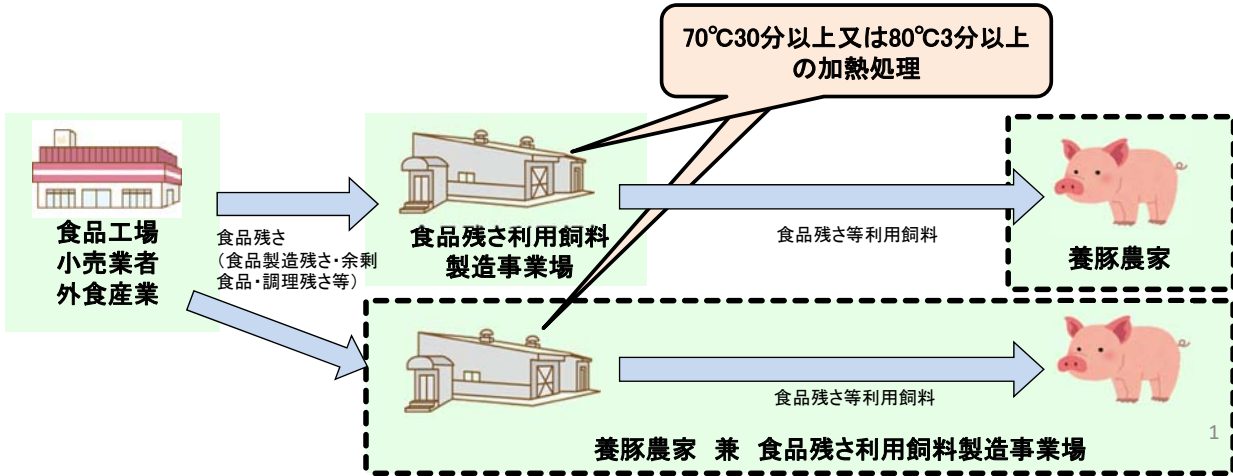 70℃30分以上又は80℃3分以上
の加熱処理
食品工場
小売業者
外食産業
食品残さ
（食品製造残さ・余剰
食品・調理残さ等）
食品残さ利用飼料
製造事業場
食品残さ等利用飼料
養豚農家
食品残さ等利用飼料
養豚農家 兼 食品残さ利用飼料製造事業場
1